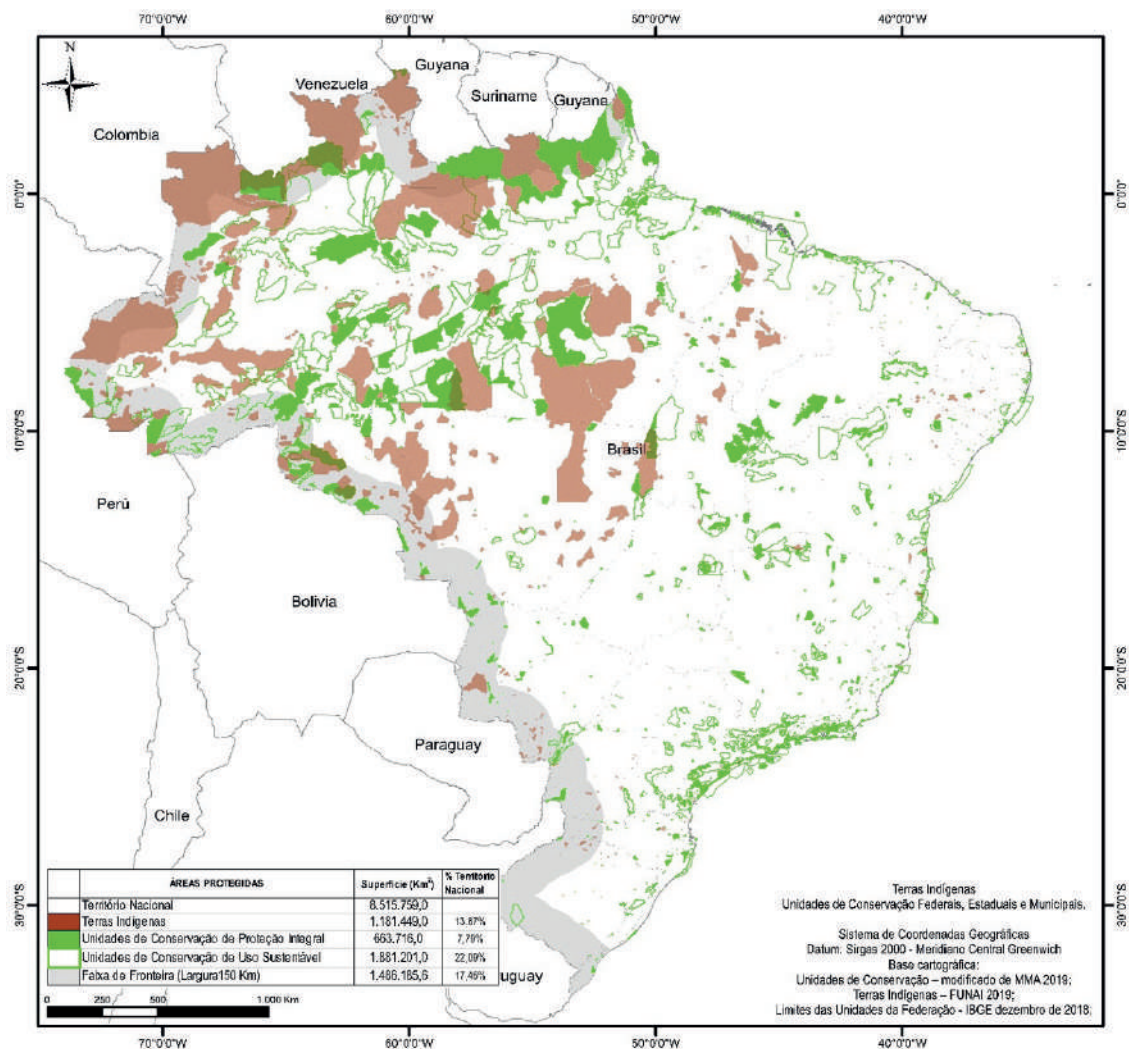 70°0'0"W 60°0'0"W 50°0'0"W 40°0'0"W
N
Guyana
Venezuela
Suriname
Guyana
Colombia
0°0'0" 0°0'0"
10°0'0"S 10°0'0"S
Brasil
Perú
Bolivia
20°0'0"S 20°0'0"S
Paraguay
Chile
30°0'0"S 30°0'0"S
uguay
ÁREAS PROTEGIDAS Superfície (Km²) % Território Nacional
Território Nacional 8.515.759,0
Terras Indígenas 1.181.449,0 13,87%
Unidades de Conservação de Proteção Integral 663.716,0 7,79%
Unidades de Conservação de Uso Sustentável 1.881.201,0 22,09%
Faixa de Fronteira (Largura150 Km) 1.486.185,6 17,45%
0 250 500 1.000 Km
Terras Indígenas
Unidades de Conservação Federais, Estaduais e Municipais.
Sistema de Coordenadas Geográficas
Datum: Sirgas 2000 - Meridiano Central Greenwich
Base cartográfica:
Unidades de Conservação – modificado de MMA 2019;
Terras Indígenas – FUNAI 2019;
Limites das Unidades da Federação - IBGE dezembro de 2018;
70°0'0"W 60°0'0"W 50°0'0"W 40°0'0"W